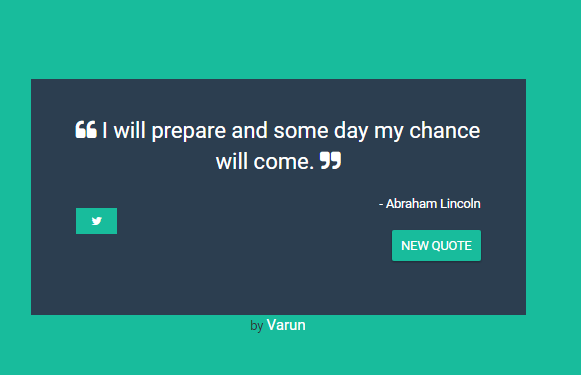 ❝ I will prepare and some day my chance
will come. ❞
- Abraham Lincoln
NEW QUOTE
by Varun